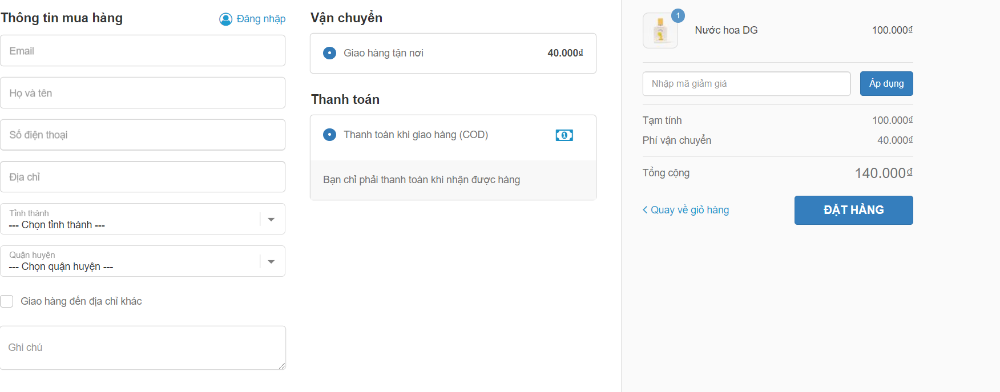 Thông tin mua hàng
Đăng nhập
Email
Họ và tên
Số điện thoại
Địa chỉ
Tỉnh thành
--- Chọn tỉnh thành ---
Quận huyện
--- Chọn quận huyện ---
Giao hàng đến địa chỉ khác
Ghi chú
Vận chuyển
Giao hàng tận nơi 40.000₫
Thanh toán
Thanh toán khi giao hàng (COD)
Bạn chỉ phải thanh toán khi nhận được hàng
1
Nước hoa DG 100.000₫
Nhập mã giảm giá Áp dụng
Tạm tính 100.000₫
Phí vận chuyển 40.000₫
Tổng cộng 140.000₫
Quay về giỏ hàng ĐẶT HÀNG